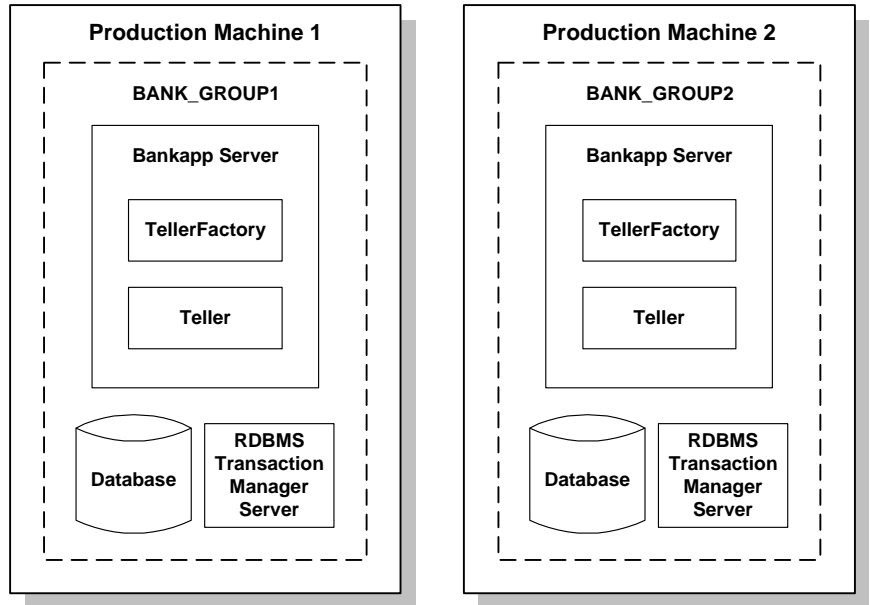 Production Machine 1
BANK_GROUP1
Bankapp Server
TellerFactory
Teller
Database
RDBMS
Transaction
Manager
Server
Production Machine 2
BANK_GROUP2
Bankapp Server
TellerFactory
Teller
Database
RDBMS
Transaction
Manager
Server